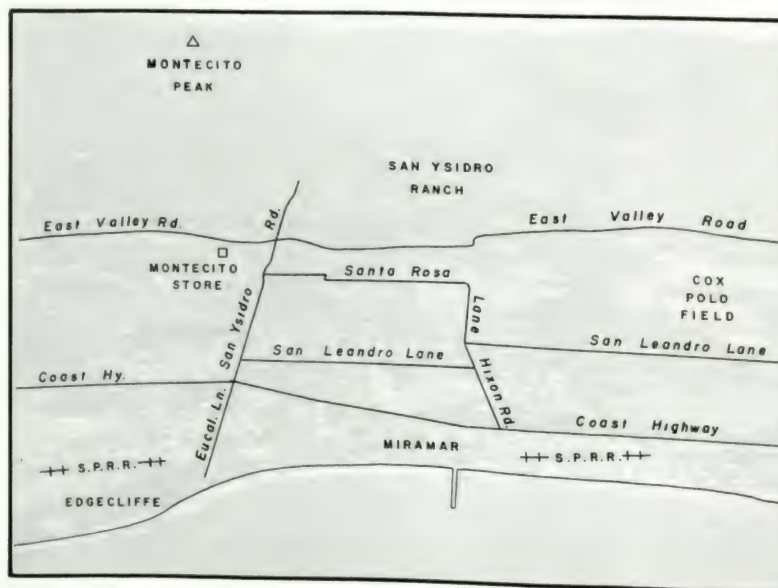 MONTECITO
PEAK
SAN YSIDRO
RANCH
East Valley Rd.
Rd.
East Valley Road
MONTECITO
STORE
Santa Rosa
Lane
COX
POLO
FIELD
San Ysidro
San Leandro Lane
San Leandro Lane
Hixon Rd.
Coast Hy.
Eucal. Ln.
Coast Highway
MIRAMAR
S.P.R.R.
S.P.R.R.
EDGECLIFFE